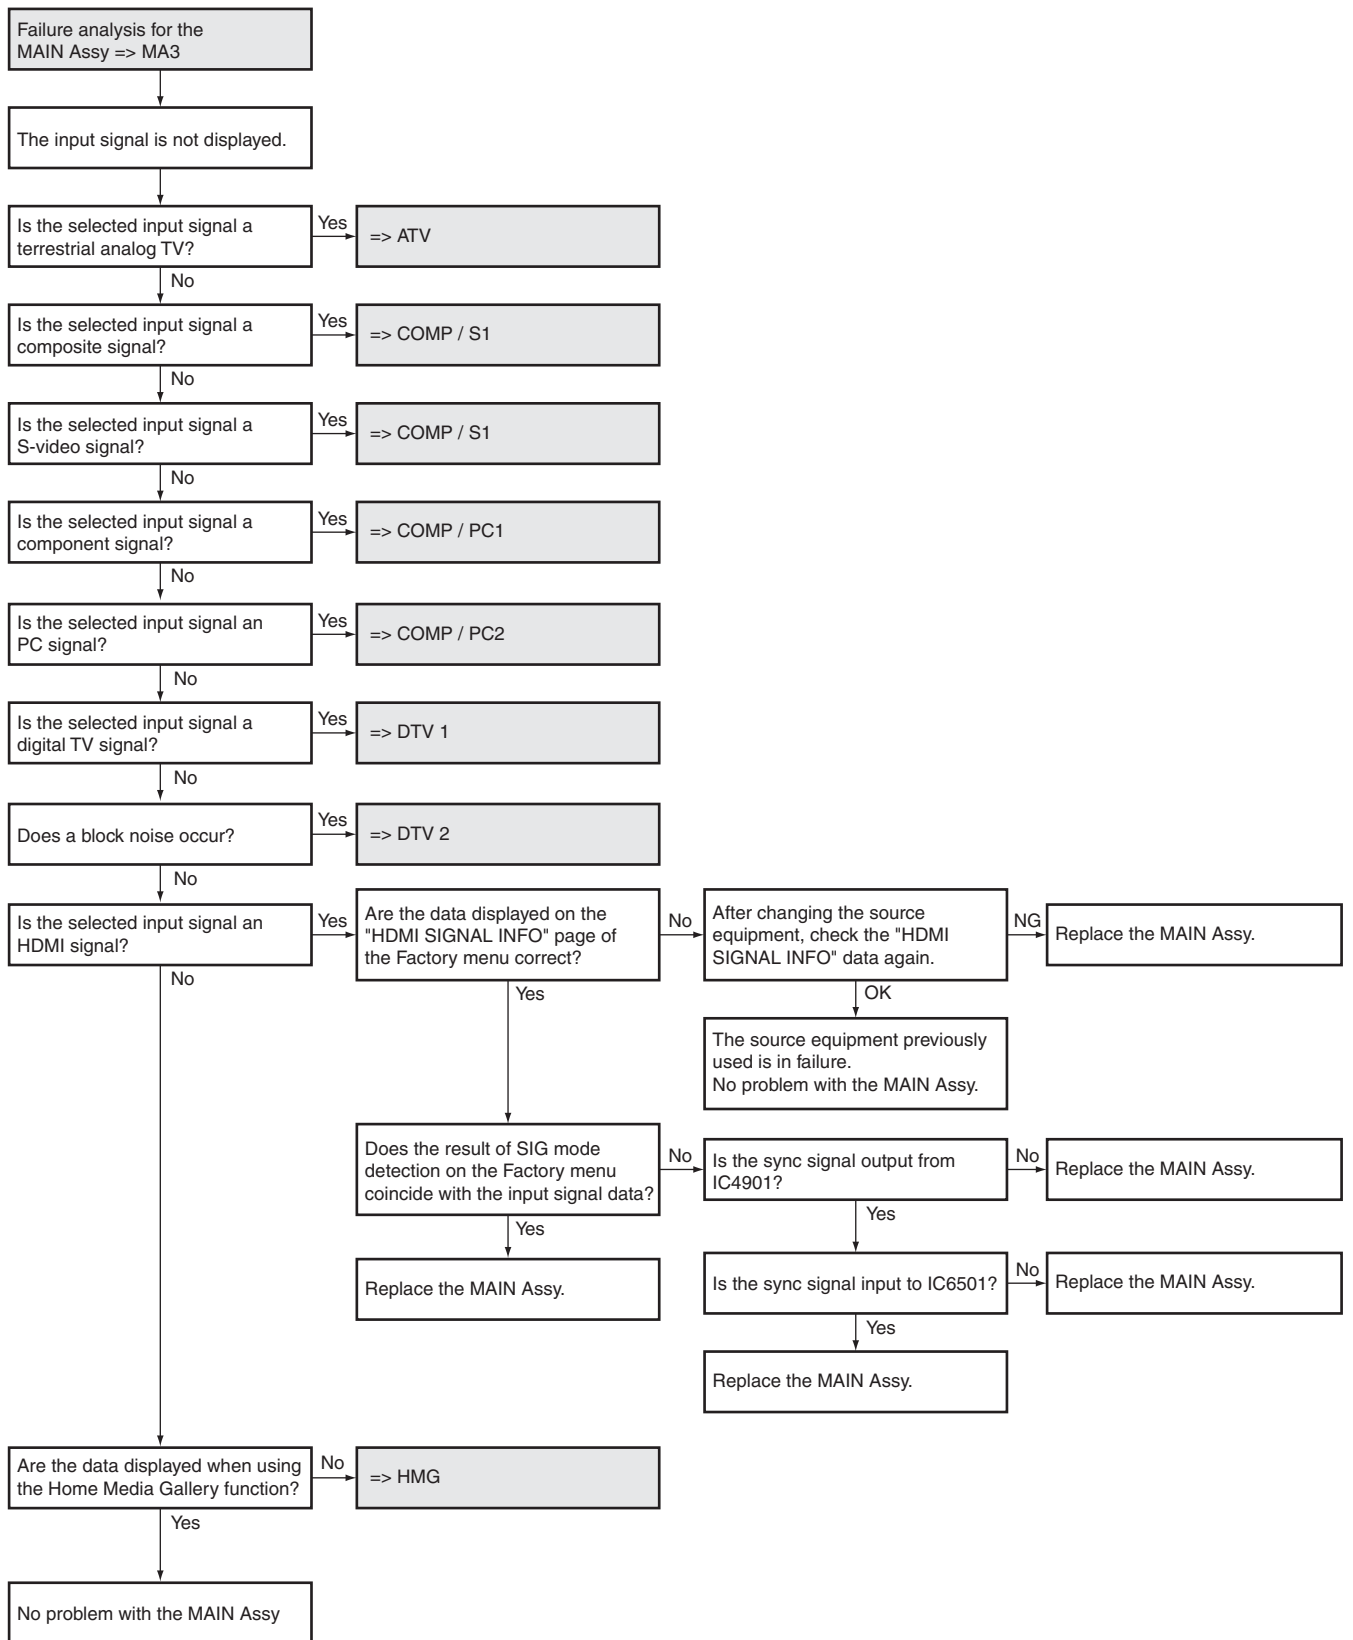 Failure analysis for the
MAIN Assy => MA3
The input signal is not displayed.
Is the selected input signal a
terrestrial analog TV?
Yes
=> ATV
No
Is the selected input signal a
composite signal?
Yes
=> COMP / S1
No
Is the selected input signal a
S-video signal?
Yes
=> COMP / S1
No
Is the selected input signal a
component signal?
Yes
=> COMP / PC1
No
Is the selected input signal an
PC signal?
Yes
=> COMP / PC2
No
Is the selected input signal a
digital TV signal?
Yes
=> DTV 1
No
Does a block noise occur?
Yes
=> DTV 2
No
Is the selected input signal an
HDMI signal?
Yes
Are the data displayed on the
"HDMI SIGNAL INFO" page of
the Factory menu correct?
No
After changing the source
equipment, check the "HDMI
SIGNAL INFO" data again.
NG
Replace the MAIN Assy.
No
Yes
OK
The source equipment previously
used is in failure.
No problem with the MAIN Assy.
Does the result of SIG mode
detection on the Factory menu
coincide with the input signal data?
No
Is the sync signal output from
IC4901?
No
Replace the MAIN Assy.
Yes
Yes
Replace the MAIN Assy.
Is the sync signal input to IC6501?
No
Replace the MAIN Assy.
Yes
Replace the MAIN Assy.
Are the data displayed when using
the Home Media Gallery function?
No
=> HMG
Yes
No problem with the MAIN Assy